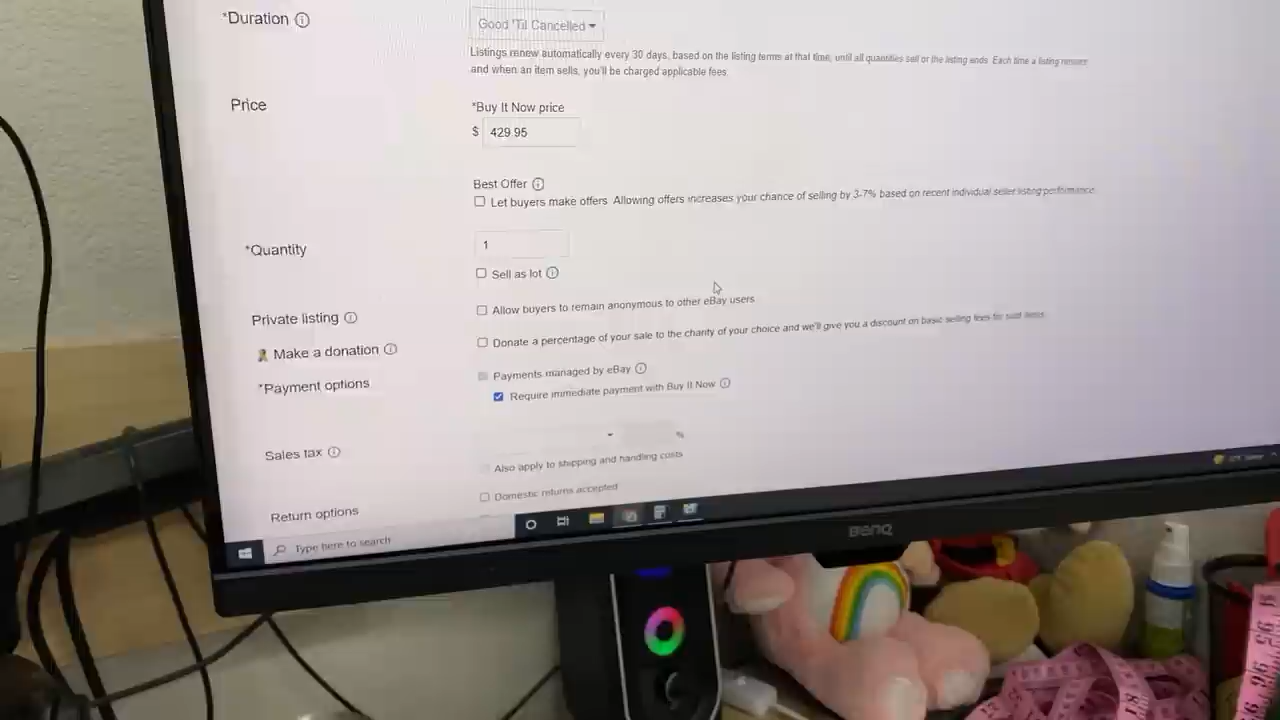 *Duration
Good 'Til Cancelled
Listings renew automatically every 30 days, based on the listing terms at that time, until all quantities sell or the listing ends. Each time a listing renews
and when an item sells, you'll be charged applicable fees.
Price
*Buy It Now price
$ 429.95
Best Offer
Let buyers make offers. Allowing offers increases your chance of selling by 3-7% based on recent individual seller listing performance.
*Quantity
1
Sell as lot
Private listing
Allow buyers to remain anonymous to other eBay users
Make a donation
Donate a percentage of your sale to the charity of your choice and we'll give you a discount on basic selling fees for sold items.
*Payment options
Payments managed by eBay
Require immediate payment with Buy It Now
Sales tax
%
Also apply to shipping and handling costs
Return options
Domestic returns accepted
Type here to search
BenQ